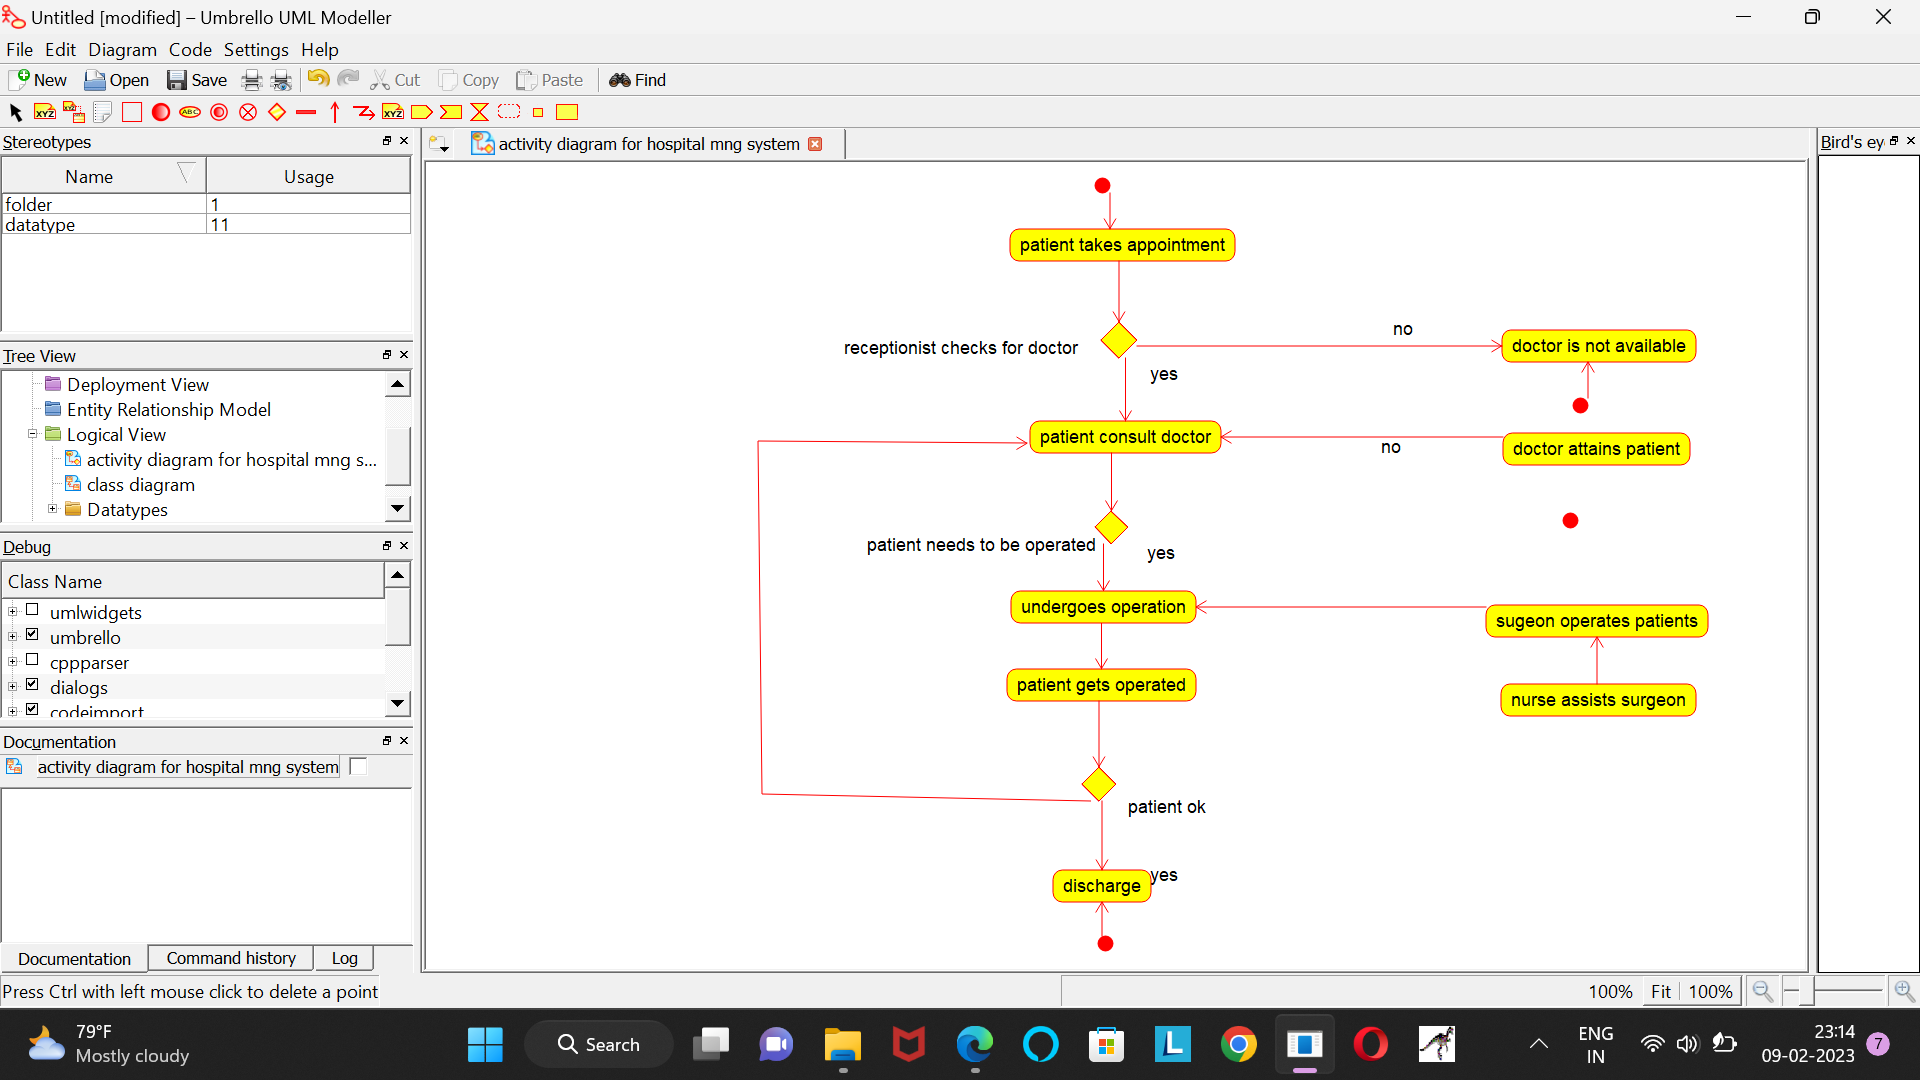 Untitled [modified] – Umbrello UML Modeller
File Edit Diagram Code Settings Help
New Open Save Cut Copy Paste Find
XYZ XYZ ABC XYZ
Stereotypes
Name Usage
folder 1
datatype 11
Tree View
Deployment View
Entity Relationship Model
Logical View
activity diagram for hospital mng s...
class diagram
Datatypes
Debug
Class Name
umlwidgets
umbrello
cppparser
dialogs
codeimport
Documentation
activity diagram for hospital mng system
Documentation Command history Log
Press Ctrl with left mouse click to delete a point
activity diagram for hospital mng system
Bird's ey
patient takes appointment
receptionist checks for doctor
no
doctor is not available
yes
patient consult doctor
no
doctor attains patient
patient needs to be operated
yes
undergoes operation
sugeon operates patients
patient gets operated
nurse assists surgeon
patient ok
discharge
yes
100% Fit 100%
79°F
Mostly cloudy
Search
L
ENG
IN
23:14
09-02-2023
7